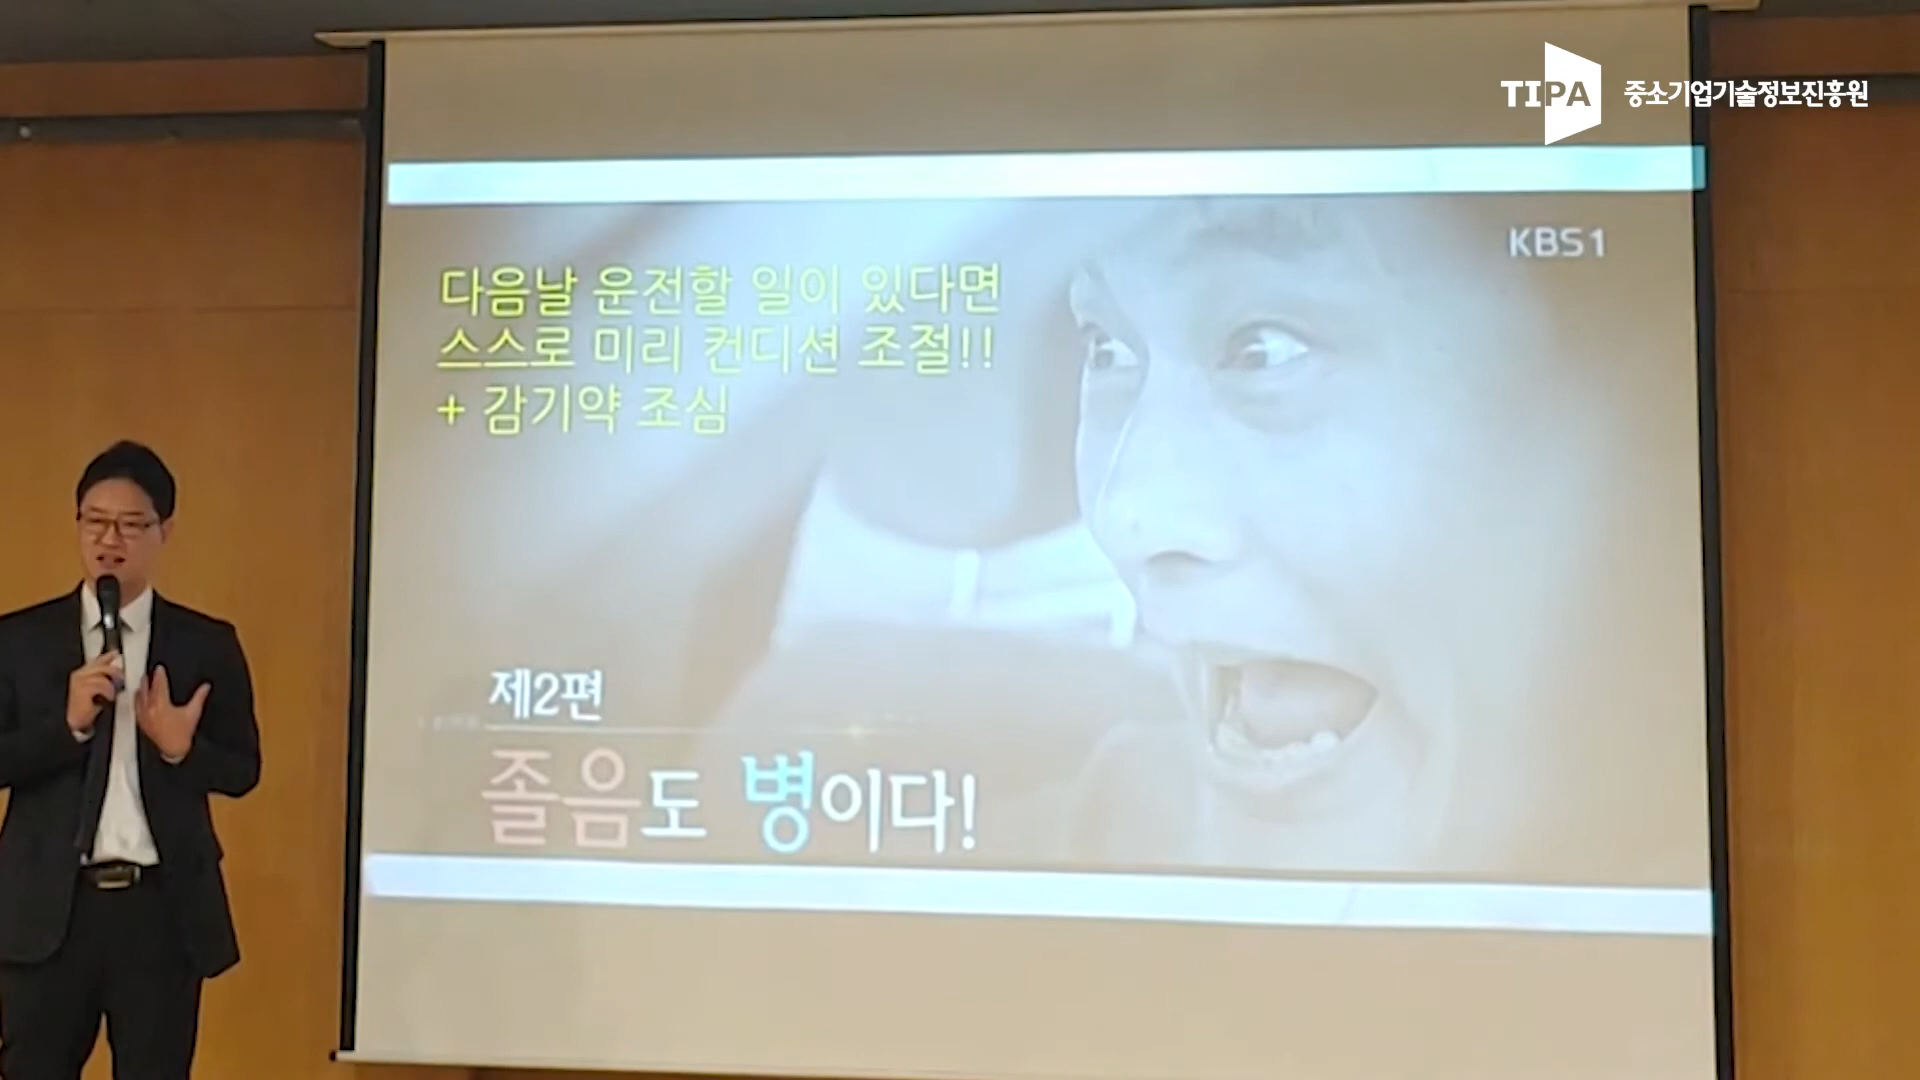 TIPA 중소기업기술정보진흥원
KBS1
다음날 운전할 일이 있다면
스스로 미리 컨디션 조절!!
+ 감기약 조심
제2편
졸음도 병이다!